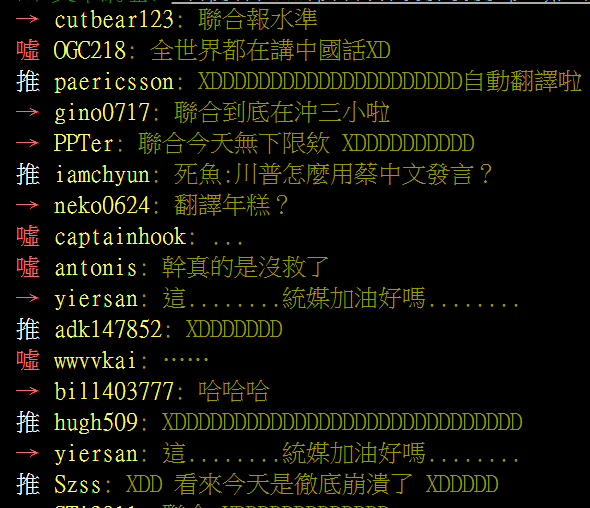 → cutbear123: 聯合報水準
噓 OGC218: 全世界都在講中國話XD
推 paericsson: XDDDDDDDDDDDDDDDDDDDDD自動翻譯啦
→ gino0717: 聯合到底在沖三小啦
→ PPTer: 聯合今天無下限欸 XDDDDDDDDDD
推 iamchyun: 死魚:川普怎麼用蔡中文發言？
→ neko0624: 翻譯年糕？
噓 captainhook: ...
噓 antonis: 幹真的是沒救了
→ yiersan: 這........統媒加油好嗎........
推 adk147852: XDDDDDDD
噓 wwvvkai: ……
→ bill403777: 哈哈哈
推 hugh509: XDDDDDDDDDDDDDDDDDDDDDDDDDDDDD
→ yiersan: 這........統媒加油好嗎........
推 Szss: XDD 看來今天是徹底崩潰了 XDDDDD